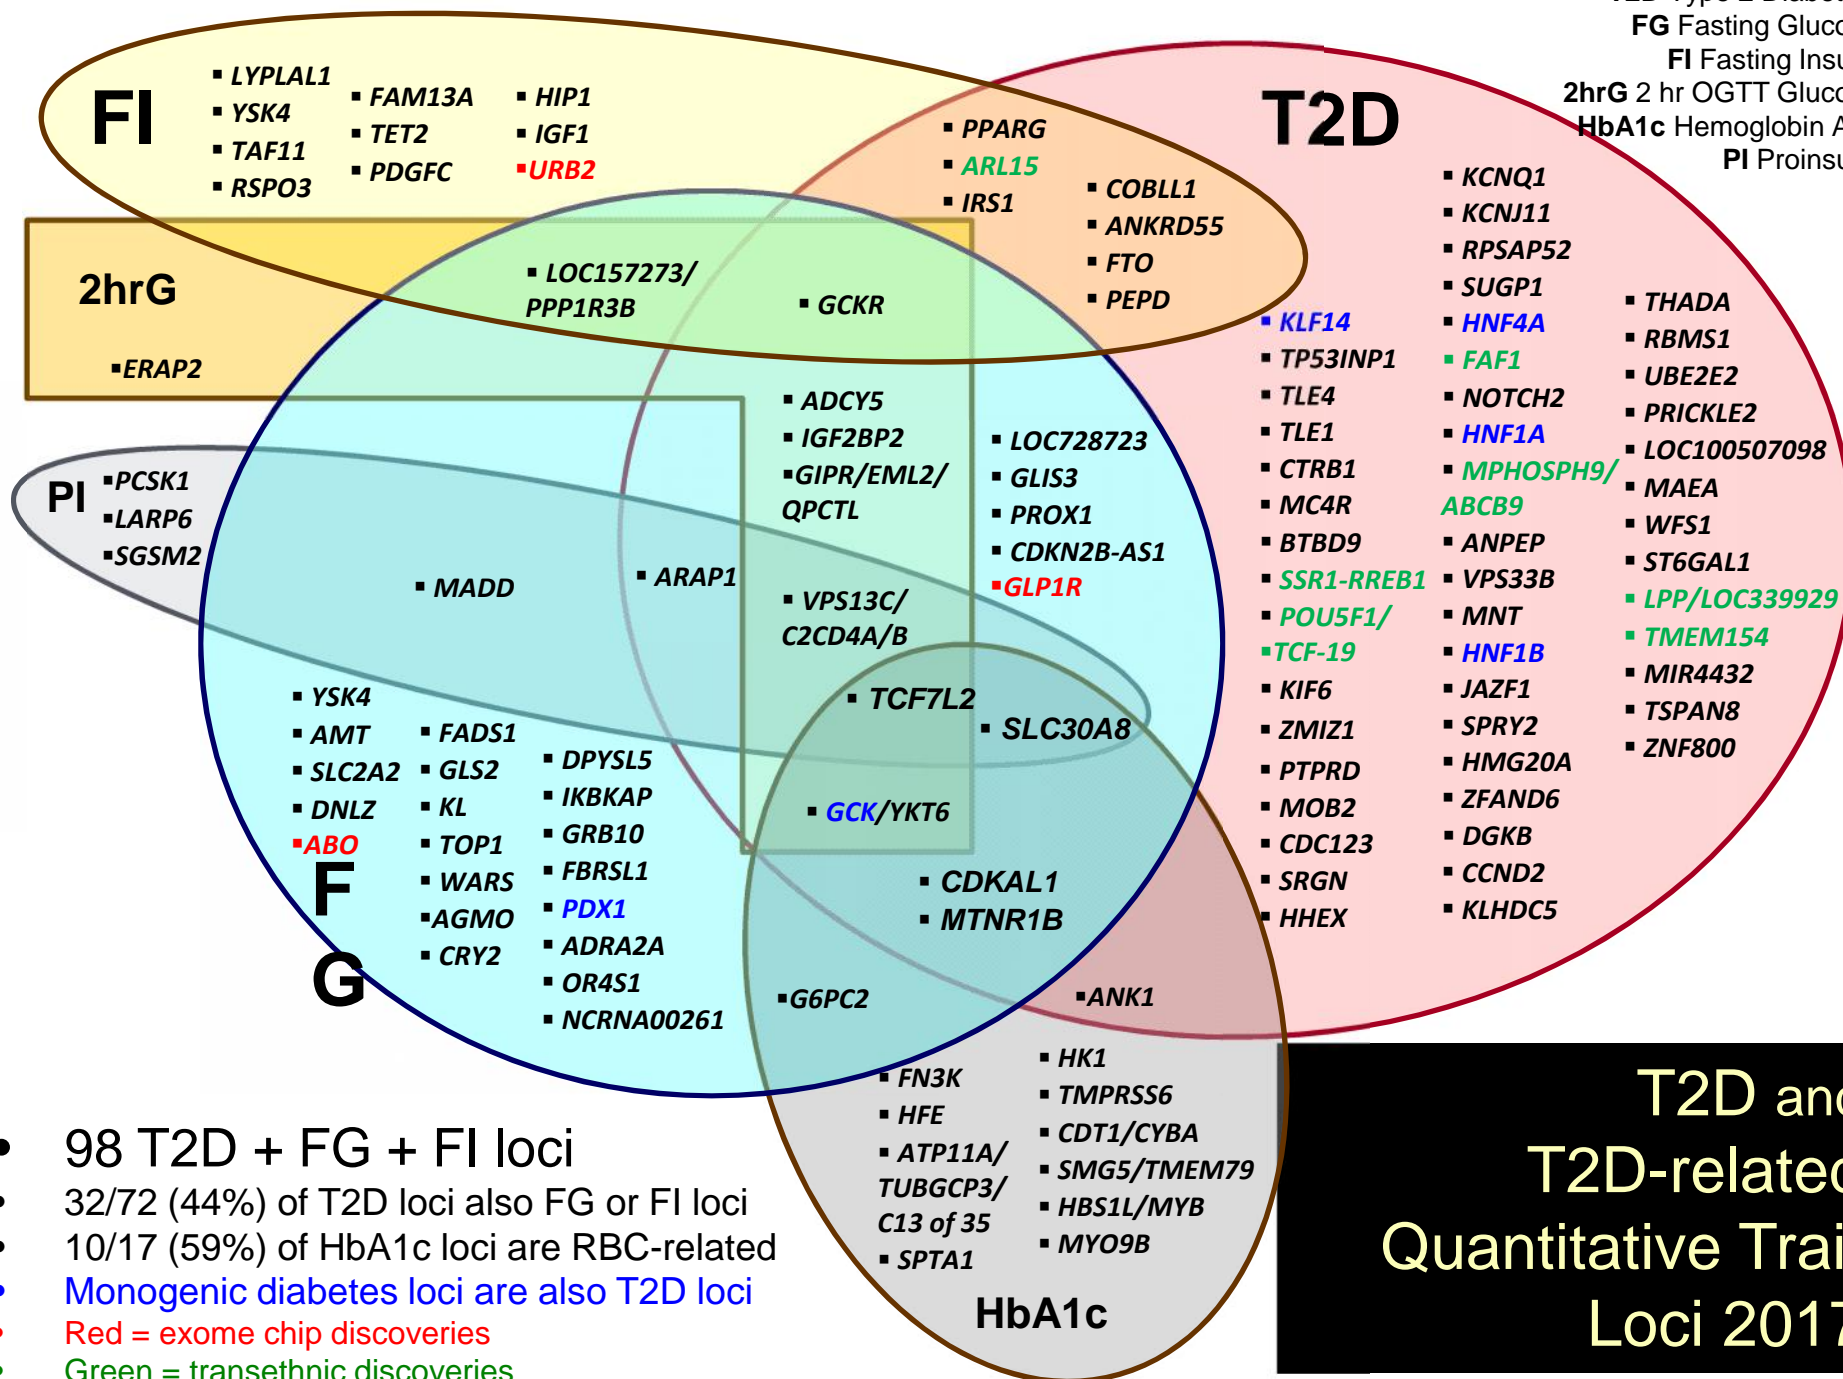 FG Fasting
FI Fasting
2hrG 2 hr OGTT
HbA1c Hemoglobin
PI
FI
▪ LYPLAL1
▪ YSK4
▪ TAF11
▪ RSPO3
▪ FAM13A
▪ TET2
▪ PDGFC
▪ HIP1
▪ IGF1
▪ URB2
▪ PPARG
▪ ARL15
▪ IRS1
▪ COBLL1
▪ ANKRD55
▪ FTO
▪ PEPD
T2D
2hrG
▪ ERAP2
▪ LOC157273/
PPP1R3B
▪ GCKR
▪ ADCY5
▪ IGF2BP2
▪ GIPR/EML2/
QPCTL
▪ VPS13C/
C2CD4A/B
▪ LOC728723
▪ GLIS3
▪ PROX1
▪ CDKN2B-AS1
▪ GLP1R
PI
▪ PCSK1
▪ LARP6
▪ SGSM2
▪ MADD
▪ ARAP1
▪ TCF7L2
▪ SLC30A8
▪ GCK/YKT6
▪ CDKAL1
▪ MTNR1B
▪ G6PC2
▪ ANK1
▪ YSK4
▪ AMT
▪ SLC2A2
▪ DNLZ
▪ ABO
F
G
▪ FADS1
▪ GLS2
▪ KL
▪ TOP1
▪ WARS
▪ AGMO
▪ CRY2
▪ DPYSL5
▪ IKBKAP
▪ GRB10
▪ FBRSL1
▪ PDX1
▪ ADRA2A
▪ OR4S1
▪ NCRNA00261
▪ KLF14
▪ TP53INP1
▪ TLE4
▪ TLE1
▪ CTRB1
▪ MC4R
▪ BTBD9
▪ SSR1-RREB1
▪ POU5F1/
▪ TCF-19
▪ KIF6
▪ ZMIZ1
▪ PTPRD
▪ MOB2
▪ CDC123
▪ SRGN
▪ HHEX
▪ KCNQ1
▪ KCNJ11
▪ RPSAP52
▪ SUGP1
▪ HNF4A
▪ FAF1
▪ NOTCH2
▪ HNF1A
▪ MPHOSPH9/
ABCB9
▪ ANPEP
▪ VPS33B
▪ MNT
▪ HNF1B
▪ JAZF1
▪ SPRY2
▪ HMG20A
▪ ZFAND6
▪ DGKB
▪ CCND2
▪ KLHDC5
▪ THADA
▪ RBMS1
▪ UBE2E2
▪ PRICKLE2
▪ LOC100507098
▪ MAEA
▪ WFS1
▪ ST6GAL1
▪ LPP/LOC339929
▪ TMEM154
▪ MIR4432
▪ TSPAN8
▪ ZNF800
▪ FN3K
▪ HFE
▪ ATP11A/
TUBGCP3/
C13 of 35
▪ SPTA1
▪ HK1
▪ TMPRSS6
▪ CDT1/CYBA
▪ SMG5/TMEM79
▪ HBS1L/MYB
▪ MYO9B
HbA1c
• 98 T2D + FG + FI loci
• 32/72 (44%) of T2D loci also FG or FI loci
• 10/17 (59%) of HbA1c loci are RBC-related
• Monogenic diabetes loci are also T2D loci
• Red = exome chip discoveries
• Green = transethnic discoveries
T2D and
T2D-related
Quantitative Trai
Loci 2017